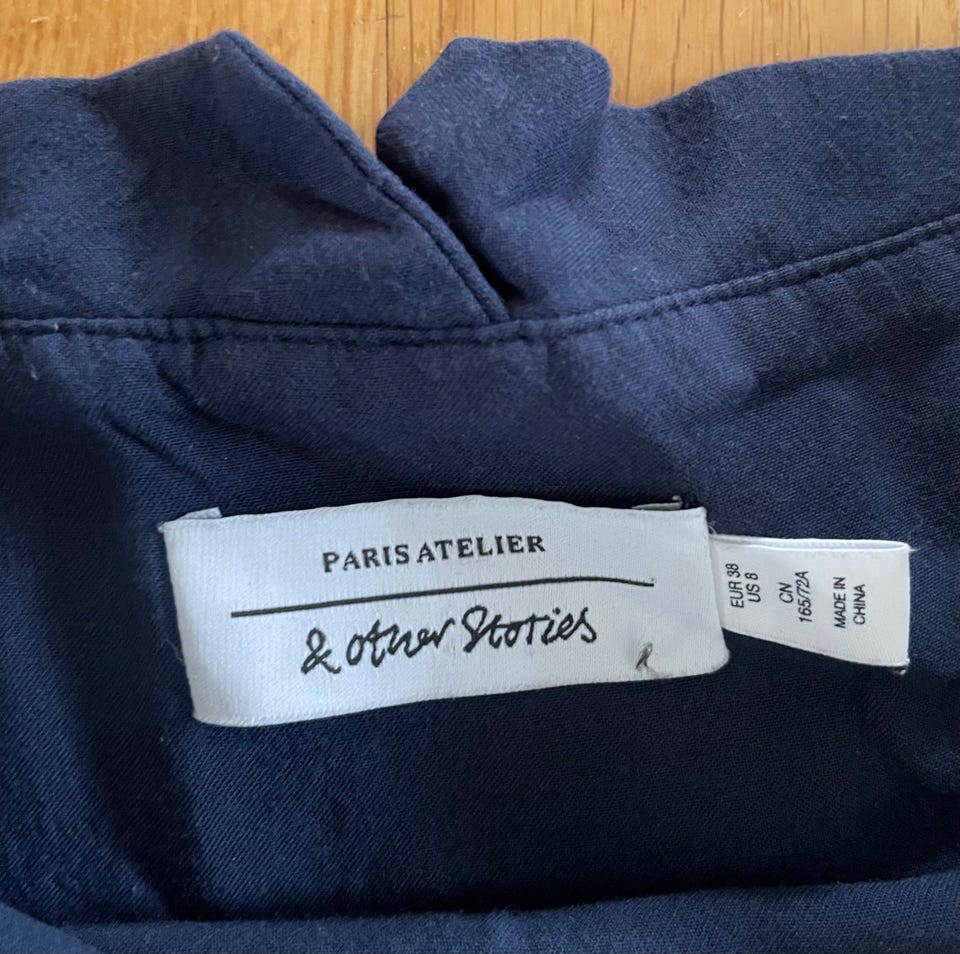 PARIS ATELIER
& other Stories
R
EUR 38
US 8
CN
165/72A
MADE IN
CHINA